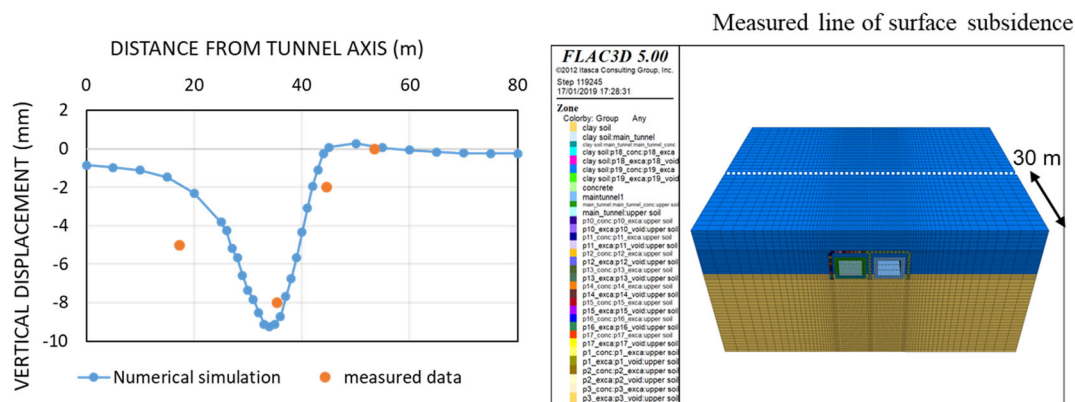 Measured line of surface subsidence
DISTANCE FROM TUNNEL AXIS (m)
0 20 40 60 80
VERTICAL DISPLACEMENT (mm)
2
0
-2
-4
-6
-8
-10
Numerical simulation measured data
FLAC3D 5.00
©2012 Itasca Consulting Group, Inc.
Step 119245
17/01/2019 17:28:31
Zone
Colorby: Group Any
clay soil
clay soil:main_tunnel
clay soil:main_tunnel main_tunnel_conc
clay soil:p18_conc:p18_exca
clay soil:p18_exca:p18_void
clay soil:p19_conc:p19_exca
clay soil:p19_exca:p19_void
concrete
maintunnel1
main_tunnel:main_tunnel_conc:upper soil
main_tunnel:upper soil
p10_conc:p10_exca:upper soil
p10_exca:p10_void:upper soil
p11_conc:p11_exca:upper soil
p11_exca:p11_void:upper soil
p12_conc:p12_exca:upper soil
p12_exca:p12_void:upper soil
p13_conc:p13_exca:upper soil
p13_exca:p13_void:upper soil
p14_conc:p14_exca:upper soil
p14_exca:p14_void:upper soil
p15_conc:p15_exca:upper soil
p15_exca:p15_void:upper soil
p16_conc:p16_exca:upper soil
p16_exca:p16_void:upper soil
p17_conc:p17_exca:upper soil
p17_exca:p17_void:upper soil
p1_conc:p1_exca:upper soil
p1_exca:p1_void:upper soil
p2_conc:p2_exca:upper soil
p2_exca:p2_void:upper soil
p3_conc:p3_exca:upper soil
p3_exca:p3_void:upper soil
30 m